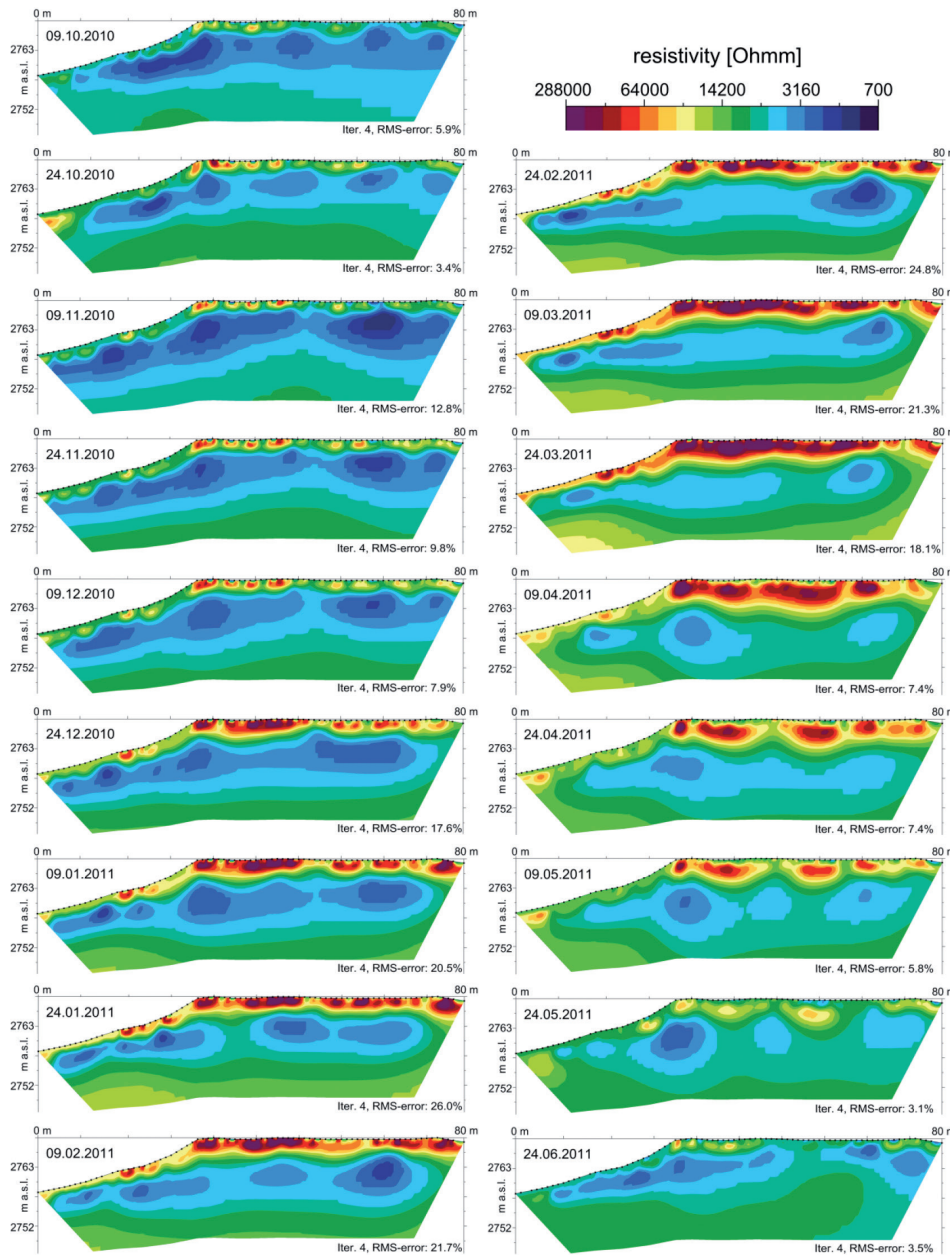 0 m 80 m
09.10.2010
2763
m a.s.l.
2752
Iter. 4, RMS-error: 5.9%
24.10.2010
2763
m a.s.l.
2752
Iter. 4, RMS-error: 3.4%
0 m 80 m
09.11.2010
2763
m a.s.l.
2752
Iter. 4, RMS-error: 12.8%
0 m 80 m
24.11.2010
2763
m a.s.l.
2752
Iter. 4, RMS-error: 9.8%
0 m 80 m
09.12.2010
2763
m a.s.l.
2752
Iter. 4, RMS-error: 7.9%
0 m 80 m
24.12.2010
2763
m a.s.l.
2752
Iter. 4, RMS-error: 17.6%
0 m 80 m
09.01.2011
2763
m a.s.l.
2752
Iter. 4, RMS-error: 20.5%
0 m 80 m
24.01.2011
2763
m a.s.l.
2752
Iter. 4, RMS-error: 26.0%
0 m 80 m
09.02.2011
2763
m a.s.l.
2752
Iter. 4, RMS-error: 21.7%
resistivity [Ohmm]
288000 64000 14200 3160 700
0 m 80 m
24.02.2011
2763
m a.s.l.
2752
Iter. 4, RMS-error: 24.8%
0 m 80 m
09.03.2011
2763
m a.s.l.
2752
Iter. 4, RMS-error: 21.3%
0 m 80 m
24.03.2011
2763
m a.s.l.
2752
Iter. 4, RMS-error: 18.1%
0 m 80 m
09.04.2011
2763
m a.s.l.
2752
Iter. 4, RMS-error: 7.4%
0 m 80 m
24.04.2011
2763
m a.s.l.
2752
Iter. 4, RMS-error: 7.4%
0 m 80 m
09.05.2011
2763
m a.s.l.
2752
Iter. 4, RMS-error: 5.8%
0 m 80 m
24.05.2011
2763
m a.s.l.
2752
Iter. 4, RMS-error: 3.1%
0 m 80 m
24.06.2011
2763
m a.s.l.
2752
Iter. 4, RMS-error: 3.5%